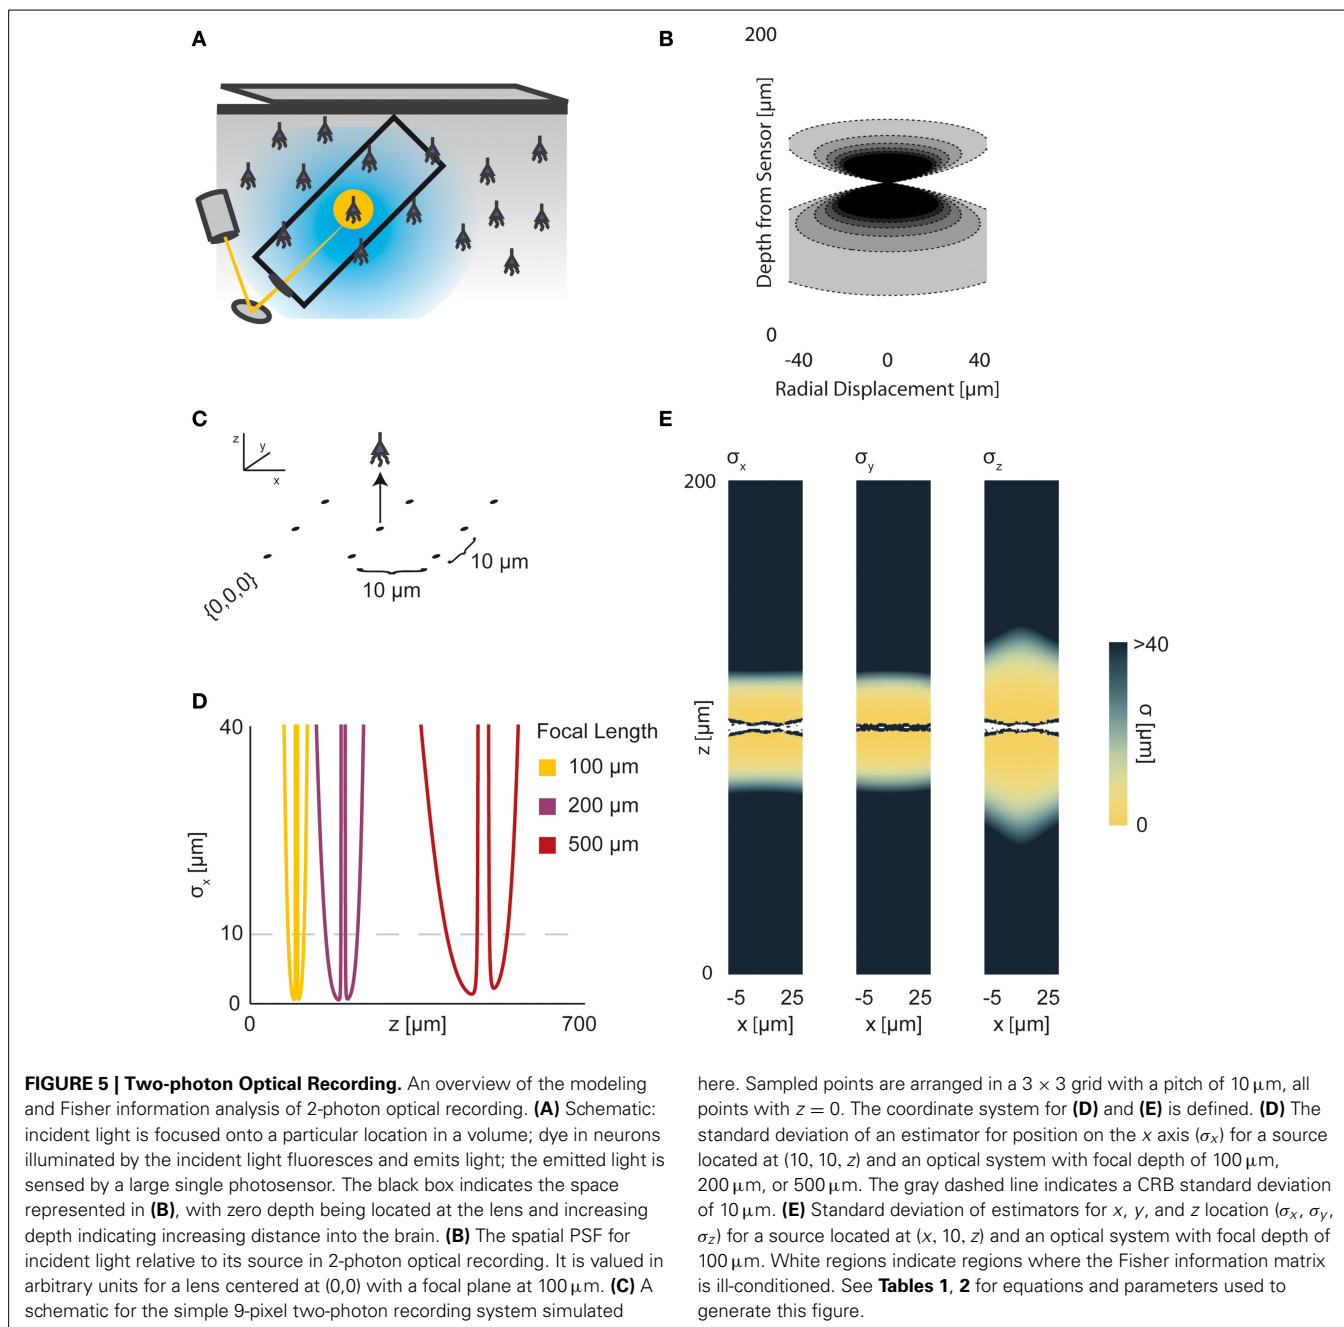 A
B
200
Depth from Sensor [µm]
0
-40
0
40
Radial Displacement [µm]
C
z
y
x
10 µm
10 µm
{0,0,0}
D
40
σx [µm]
10
0
0
z [µm]
700
Focal Length
100 µm
200 µm
500 µm
E
σx
σy
σz
200
z [µm]
0
-5
25
-5
25
-5
25
x [µm]
x [µm]
x [µm]
>40
σ [µm]
0
FIGURE 5 | Two-photon Optical Recording. An overview of the modeling
and Fisher information analysis of 2-photon optical recording. (A) Schematic:
incident light is focused onto a particular location in a volume; dye in neurons
illuminated by the incident light fluoresces and emits light; the emitted light is
sensed by a large single photosensor. The black box indicates the space
represented in (B), with zero depth being located at the lens and increasing
depth indicating increasing distance into the brain. (B) The spatial PSF for
incident light relative to its source in 2-photon optical recording. It is valued in
arbitrary units for a lens centered at (0,0) with a focal plane at 100 µm. (C) A
schematic for the simple 9-pixel two-photon recording system simulated
here. Sampled points are arranged in a 3 × 3 grid with a pitch of 10 µm, all
points with z = 0. The coordinate system for (D) and (E) is defined. (D) The
standard deviation of an estimator for position on the x axis (σx) for a source
located at (10, 10, z) and an optical system with focal depth of 100 µm,
200 µm, or 500 µm. The gray dashed line indicates a CRB standard deviation
of 10 µm. (E) Standard deviation of estimators for x, y, and z location (σx, σy,
σz) for a source located at (x, 10, z) and an optical system with focal depth of
100 µm. White regions indicate regions where the Fisher information matrix
is ill-conditioned. See Tables 1, 2 for equations and parameters used to
generate this figure.